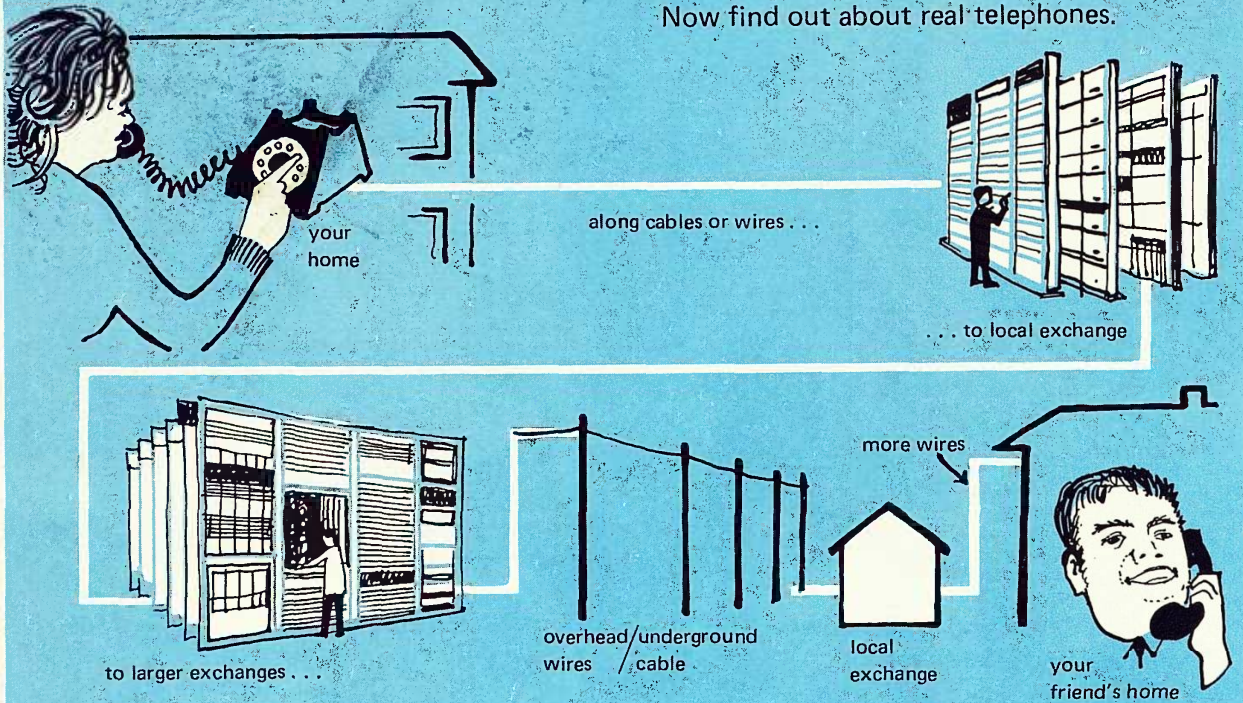 Now find out about real telephones.
your
home
along cables or wires . . .
. . . to local exchange
to larger exchanges . . .
overhead/underground
wires / cable
local
exchange
more wires
your
friend's home